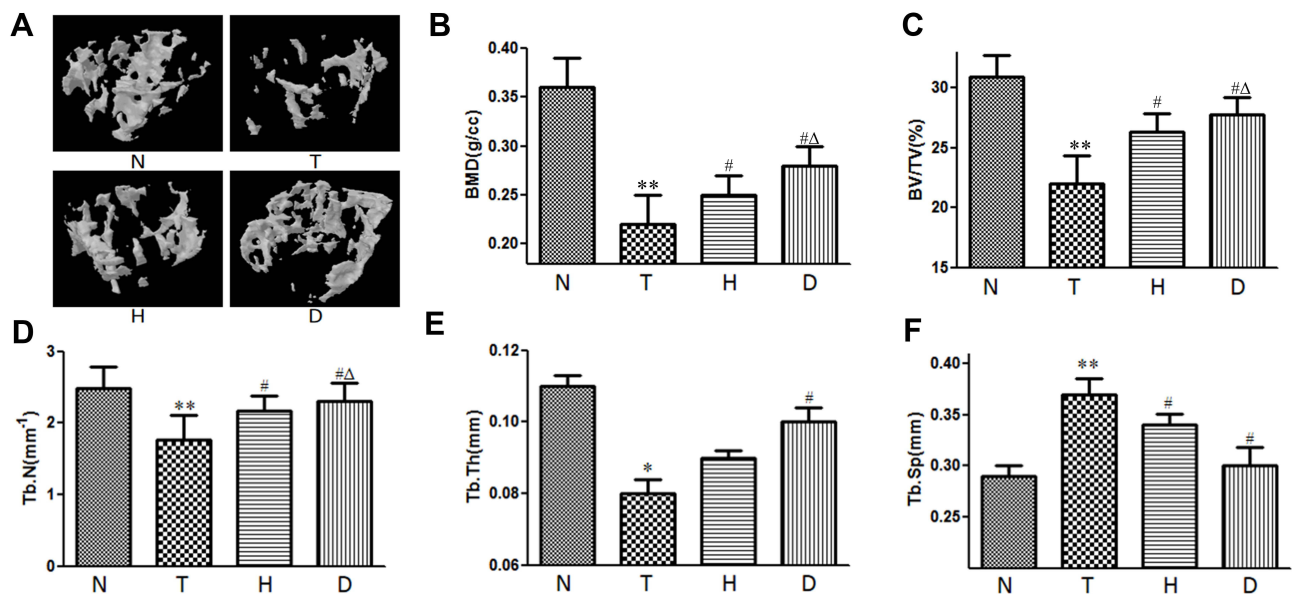 A
N
T
H
D
B
BMD(g/cc)
0.40
0.35
0.30
0.25
0.20
**
#
#Δ
N T H D
C
BV/TV(%)
30
25
20
15
**
#
#Δ
N T H D
D
Tb.N(mm⁻¹)
3
2
1
0
**
#
#Δ
N T H D
E
Tb.Th(mm)
0.12
0.10
0.08
0.06
*
#
N T H D
F
Tb.Sp(mm)
0.40
0.35
0.30
0.25
**
#
#
N T H D